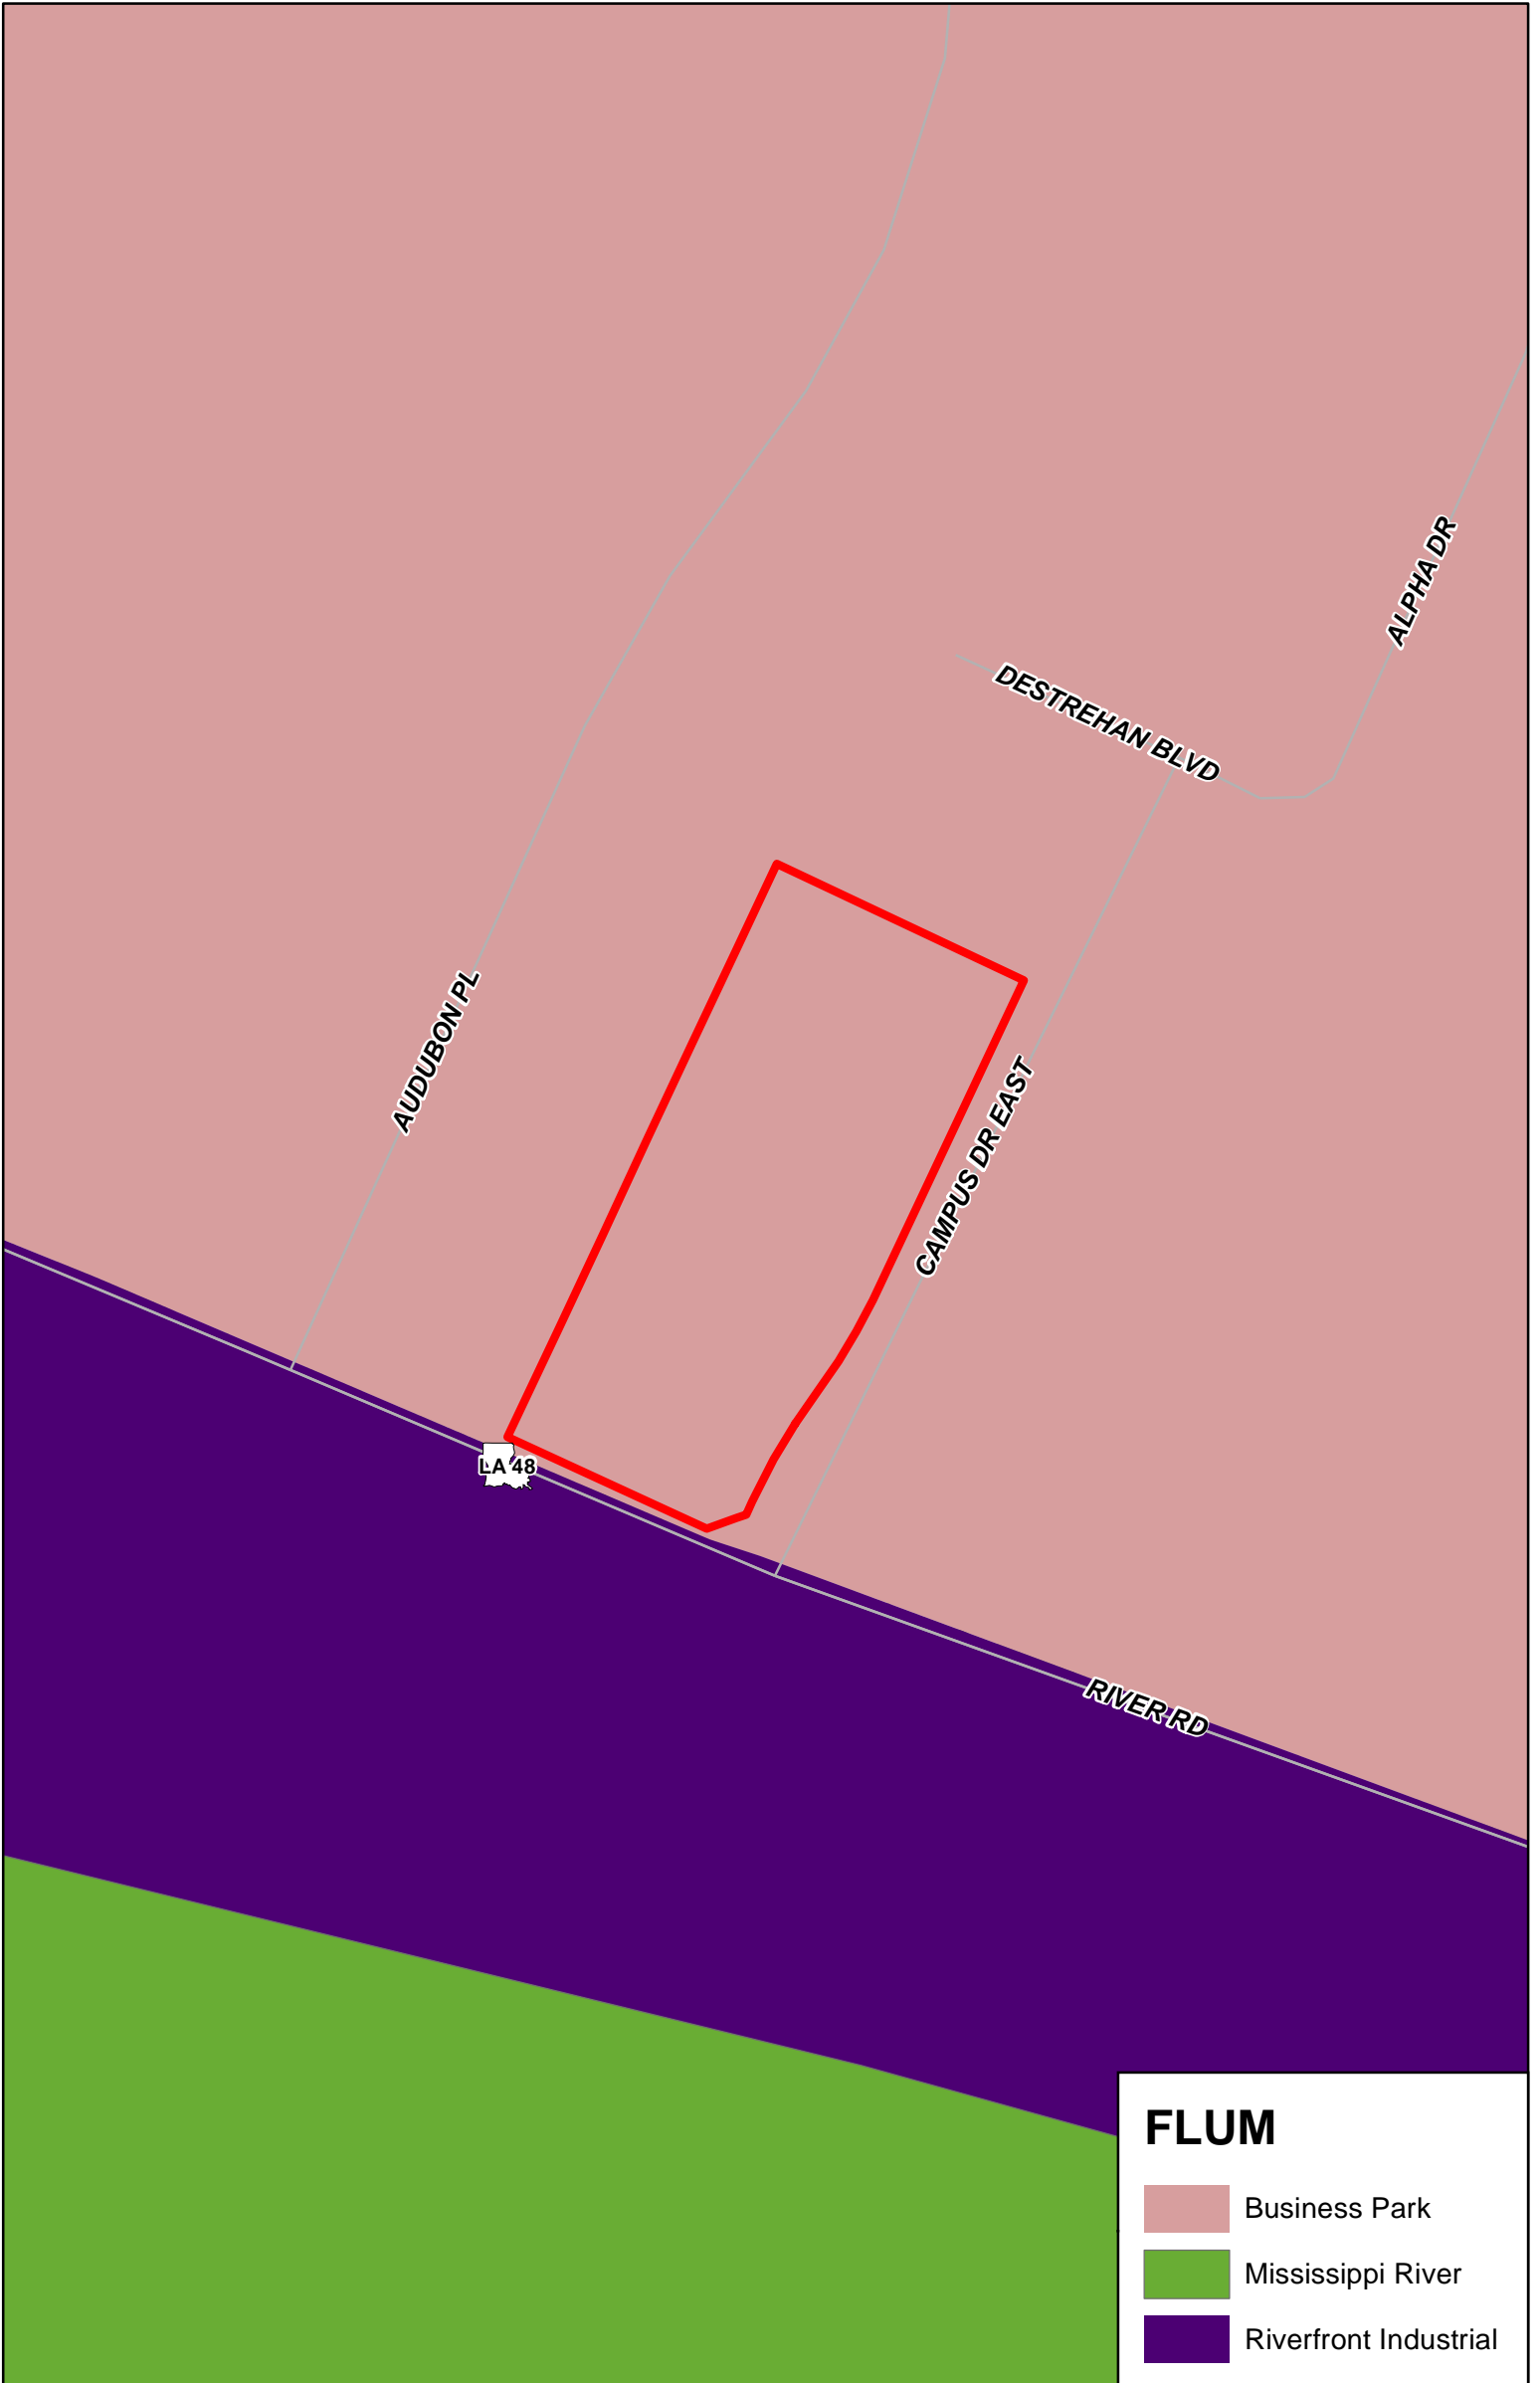 ALPHA DR
DESTREHAN BLVD
AUDUBON PL
CAMPUS DR EAST
LA 48
RIVER RD
FLUM
Business Park
Mississippi River
Riverfront Industrial